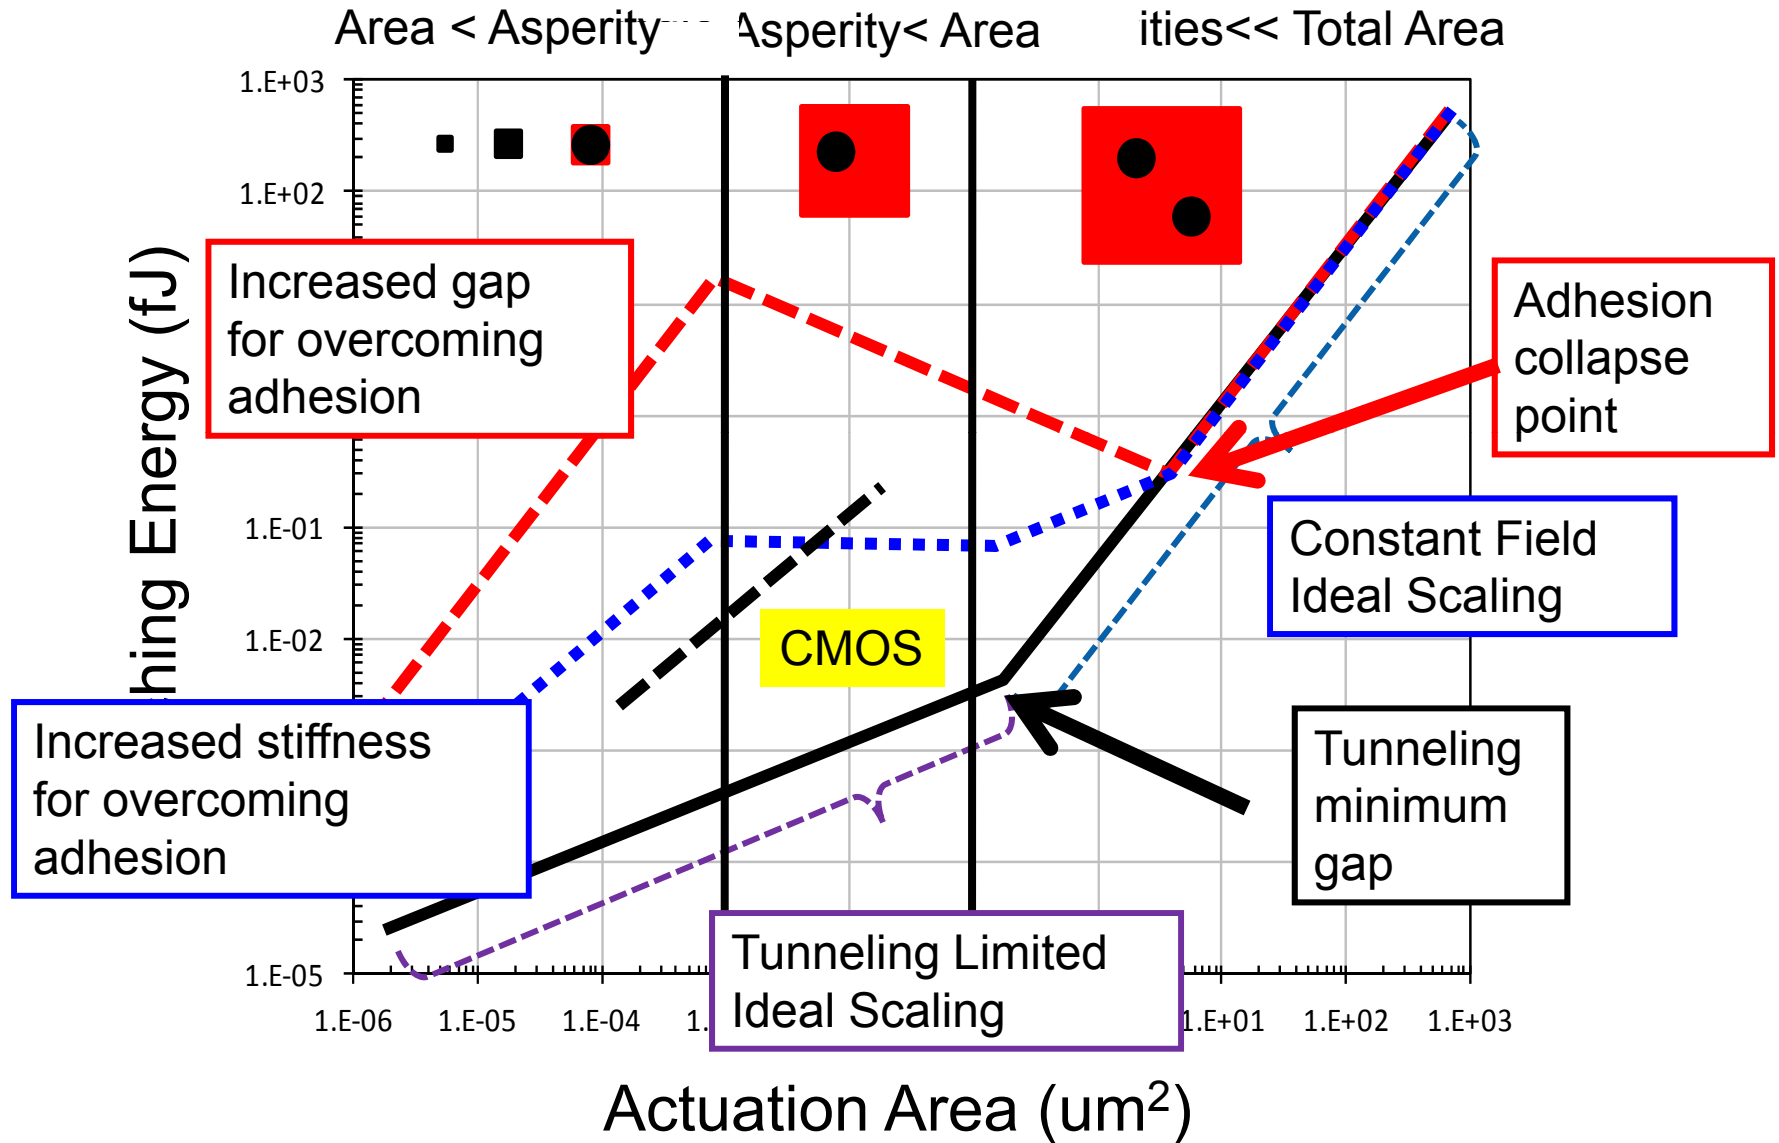 Area < Asperity
Asperity< Area
ities<< Total Area
1.E+03
1.E+02
1.E-01
1.E-02
1.E-05
hing Energy (fJ)
Increased gap
for overcoming
adhesion
Adhesion
collapse
point
Constant Field
Ideal Scaling
CMOS
Increased stiffness
for overcoming
adhesion
Tunneling
minimum
gap
Tunneling Limited
Ideal Scaling
1.E-06
1.E-05
1.E-04
1.
1.E+01
1.E+02
1.E+03
Actuation Area (um²)